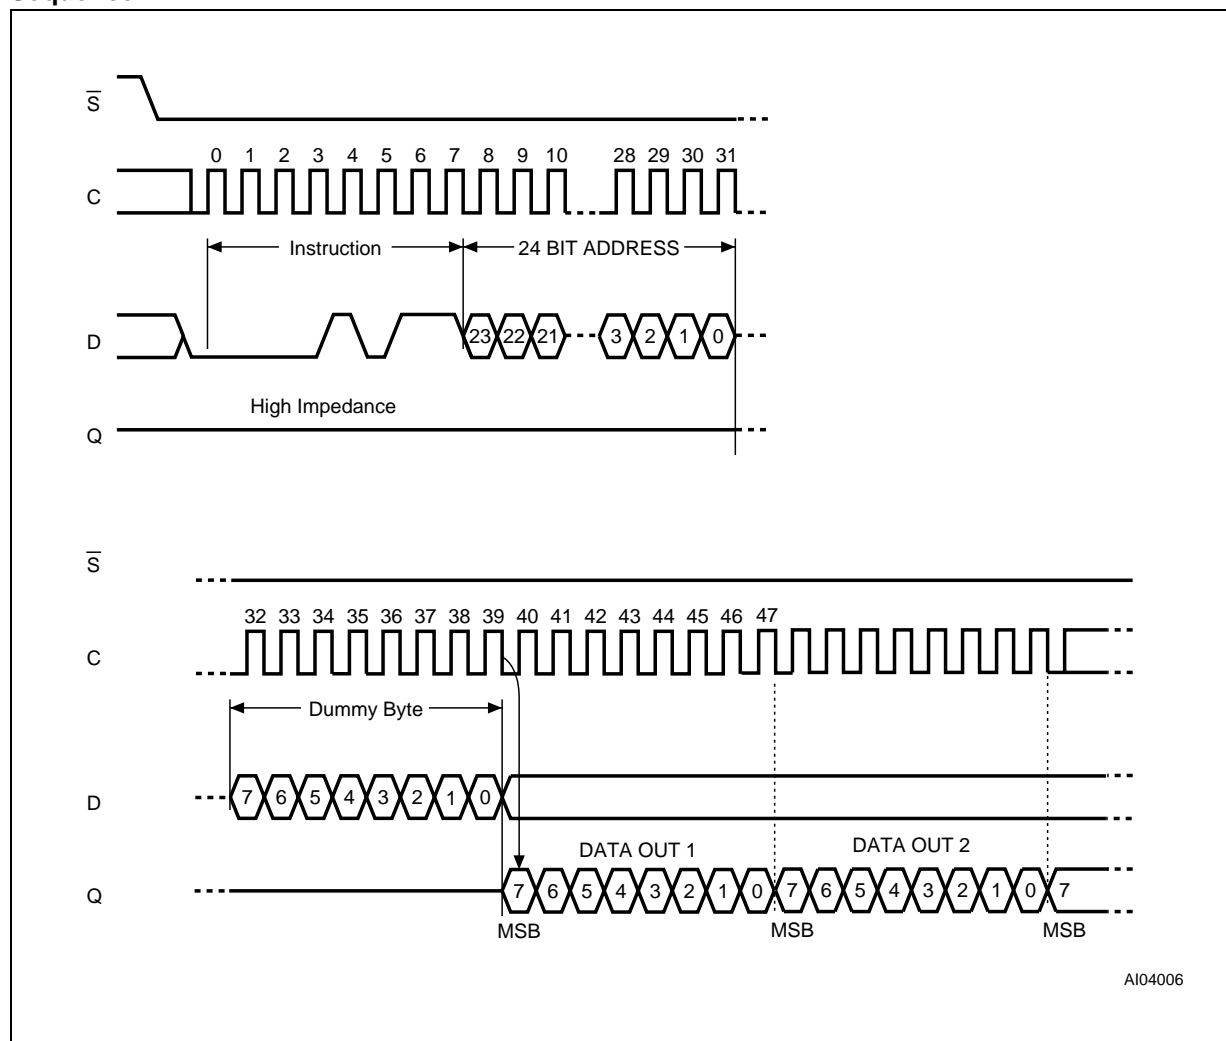 Sequence
S
0 1 2 3 4 5 6 7 8 9 10 28 29 30 31
C
Instruction 24 BIT ADDRESS
D 23 22 21 3 2 1 0
High Impedance
Q
S
32 33 34 35 36 37 38 39 40 41 42 43 44 45 46 47
C
Dummy Byte
D 7 6 5 4 3 2 1 0
DATA OUT 1 DATA OUT 2
Q 7 6 5 4 3 2 1 0 7 6 5 4 3 2 1 0 7
MSB MSB MSB
AI04006